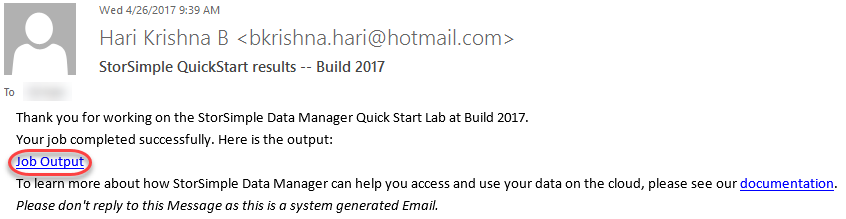 Wed 4/26/2017 9:39 AM
Hari Krishna B <bkrishna.hari@hotmail.com>
StorSimple QuickStart results -- Build 2017
To
Thank you for working on the StorSimple Data Manager Quick Start Lab at Build 2017.
Your job completed successfully. Here is the output:
Job Output
To learn more about how StorSimple Data Manager can help you access and use your data on the cloud, please see our documentation.
Please don't reply to this Message as this is a system generated Email.